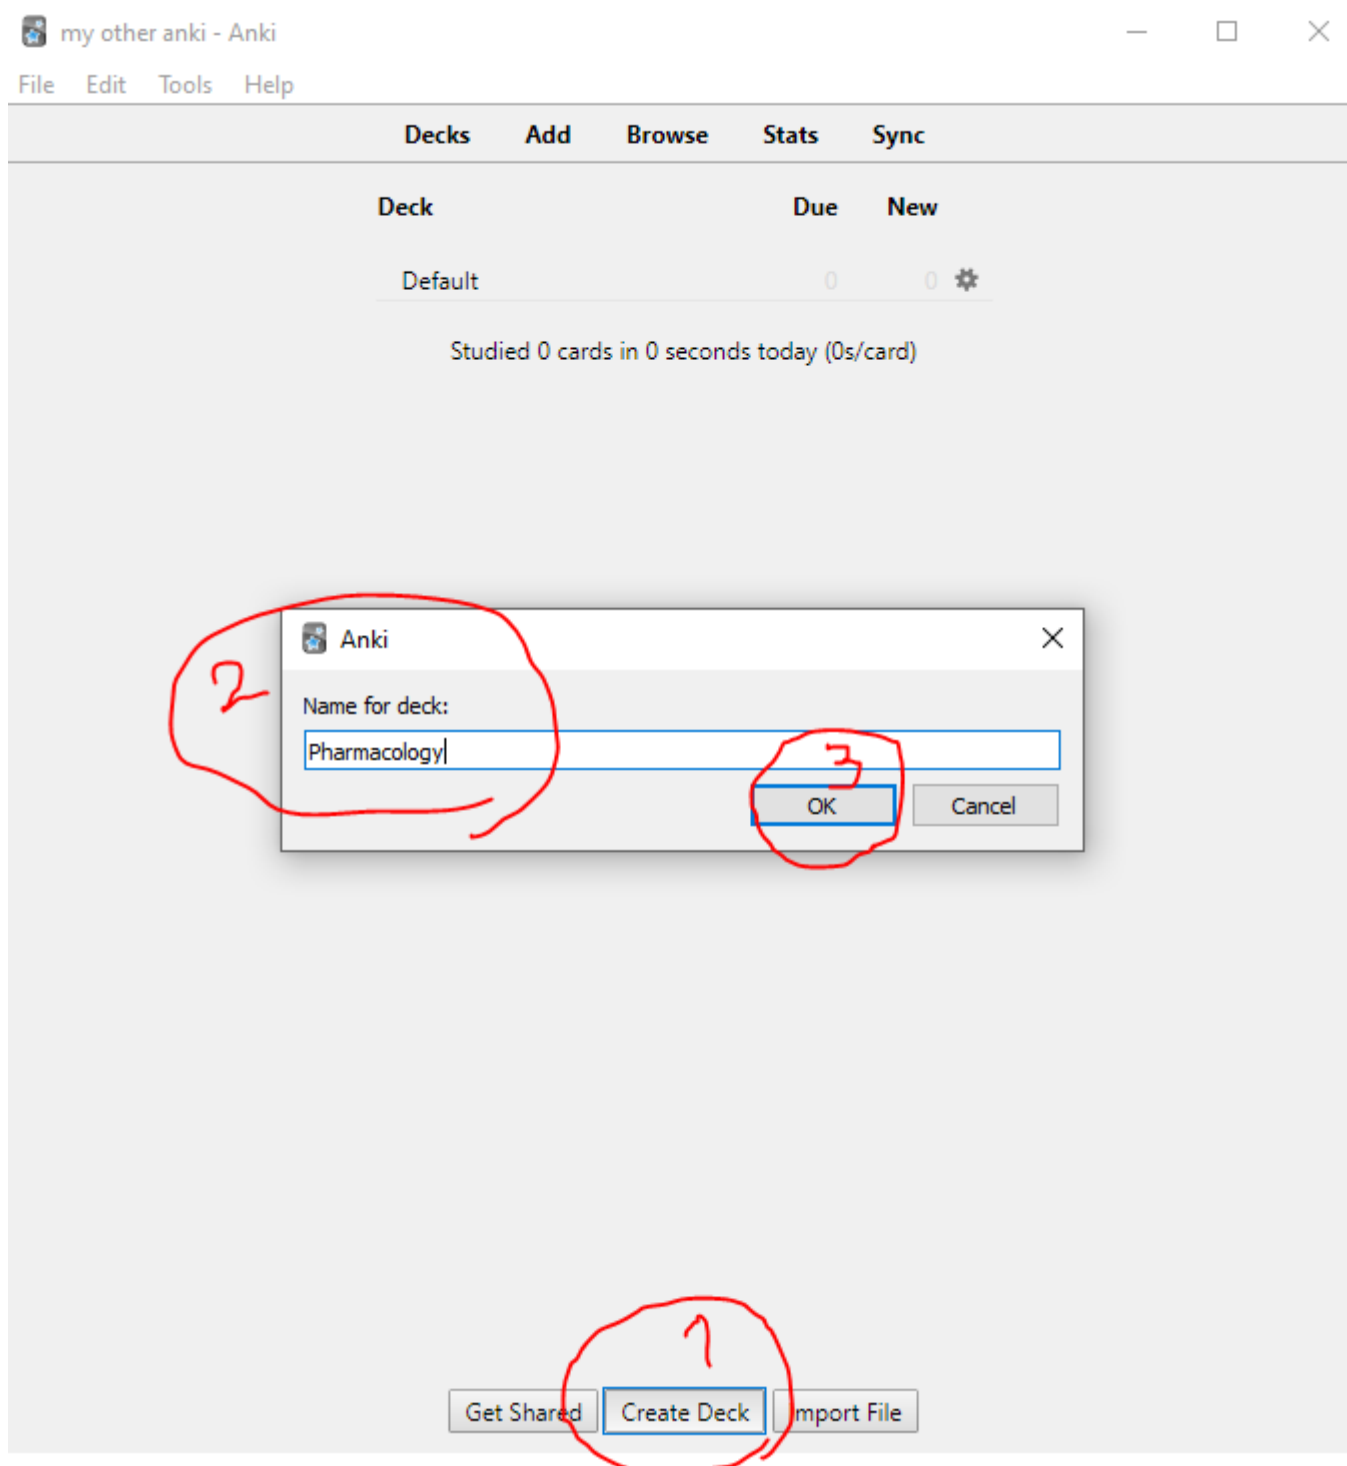 my other anki - Anki
File Edit Tools Help
Decks Add Browse Stats Sync
Deck Due New
Default 0 0
Studied 0 cards in 0 seconds today (0s/card)
Anki
2
Name for deck:
Pharmacology
3
OK Cancel
1
Get Shared Create Deck Import File